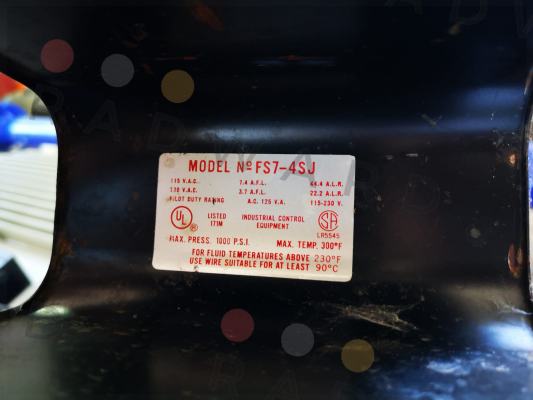 MODEL Nº FS7-4SJ
115 V.A.C. 7.4 A.F.L. 44.4 A.L.R.
230 V.A.C. 3.7 A.F.L. 22.2 A.L.R.
PILOT DUTY RATING A.C. 125 V.A. 115-230 V.
UL LISTED INDUSTRIAL CONTROL SA
171M EQUIPMENT LR5545
MAX. PRESS. 1000 P.S.I. MAX. TEMP. 300°F
FOR FLUID TEMPERATURES ABOVE 230°F
USE WIRE SUITABLE FOR AT LEAST 90°C